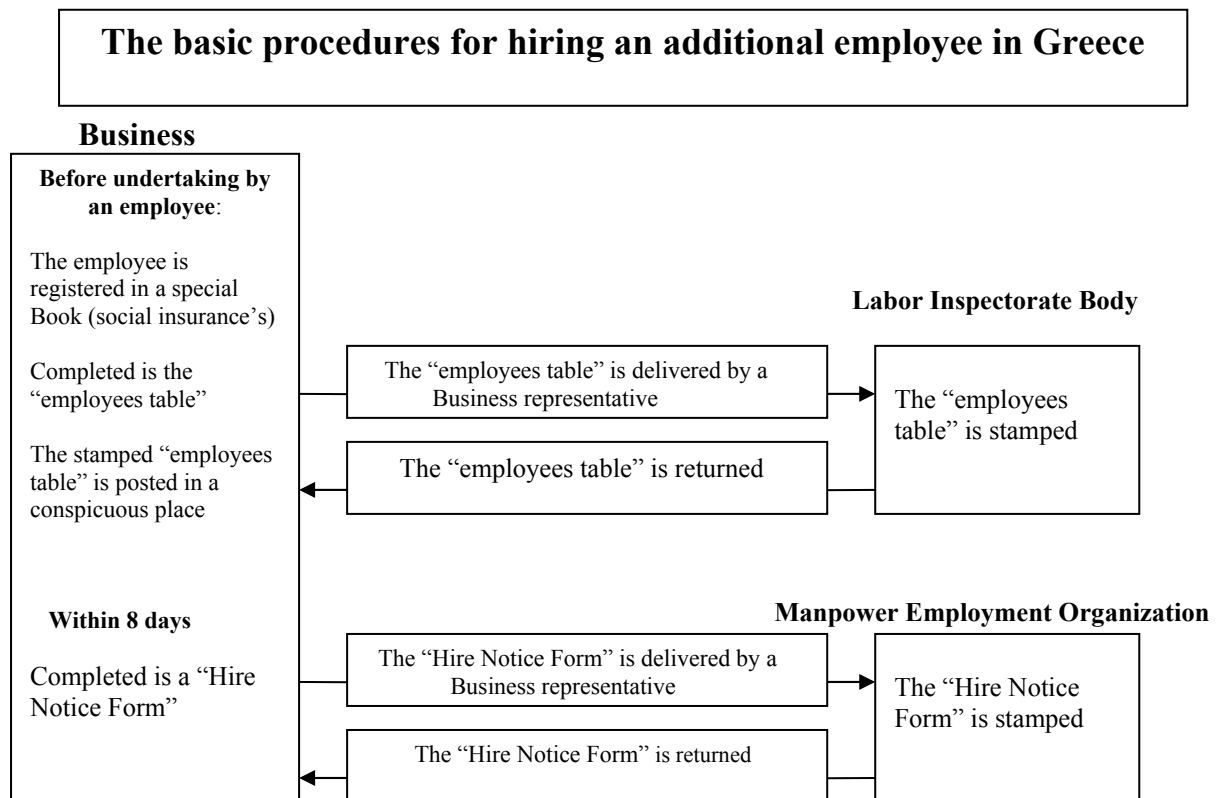 The basic procedures for hiring an additional employee in Greece
Business
Before undertaking by
an employee:
The employee is
registered in a special
Book (social insurance’s)
Completed is the
“employees table”
The stamped “employees
table” is posted in a
conspicuous place
Labor Inspectorate Body
The “employees table” is delivered by a
Business representative
The “employees
table” is stamped
The “employees table” is returned
Within 8 days
Completed is a “Hire
Notice Form”
Manpower Employment Organization
The “Hire Notice Form” is delivered by a
Business representative
The “Hire Notice
Form” is stamped
The “Hire Notice Form” is returned